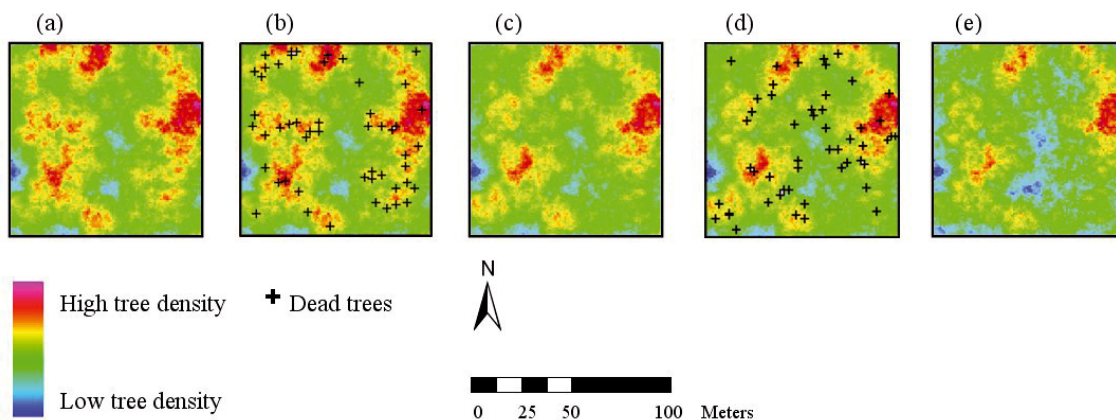 (a) (b) (c) (d) (e)
High tree density
Dead trees
N
Low tree density
0 25 50 100 Meters